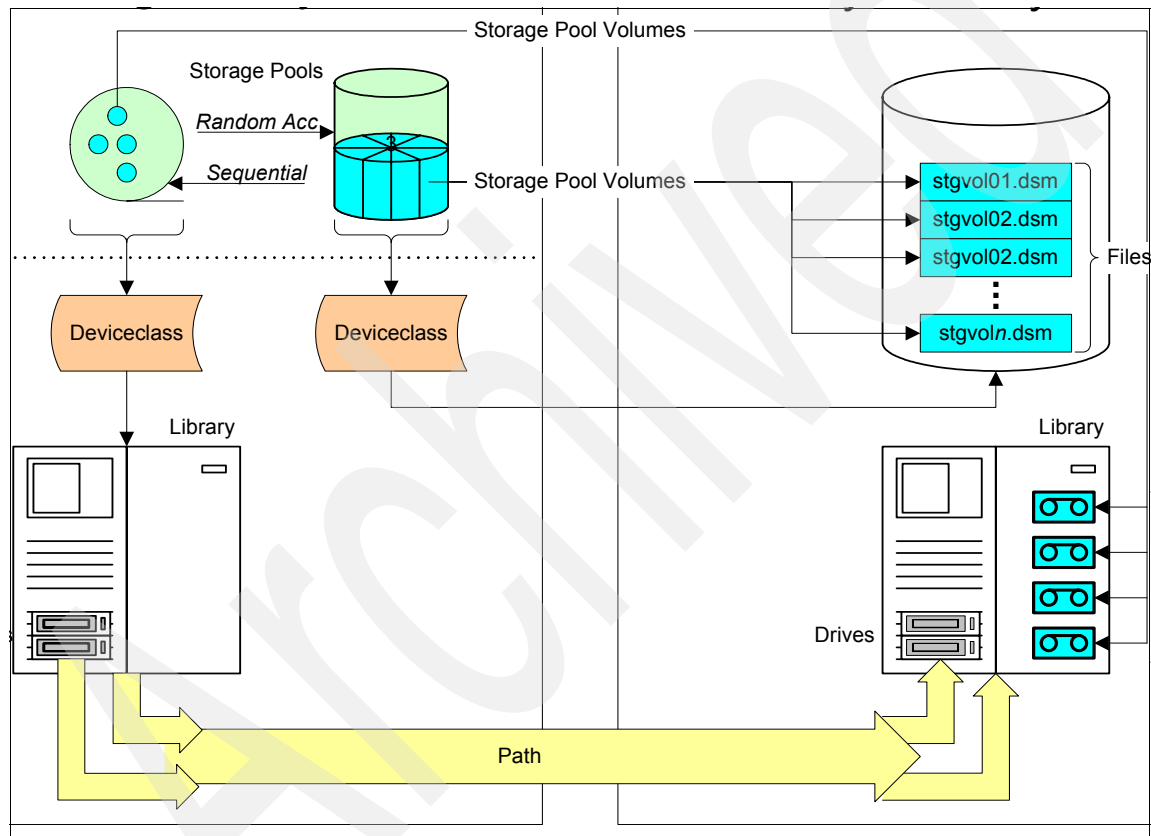 Storage Pool Volumes
Storage Pools
Random Acc
Sequential
3
Storage Pool Volumes
stgvol01.dsm
stgvol02.dsm
stgvol02.dsm
stgvoln.dsm
Files
Deviceclass
Deviceclass
Library
Library
Drives
Path
Archived